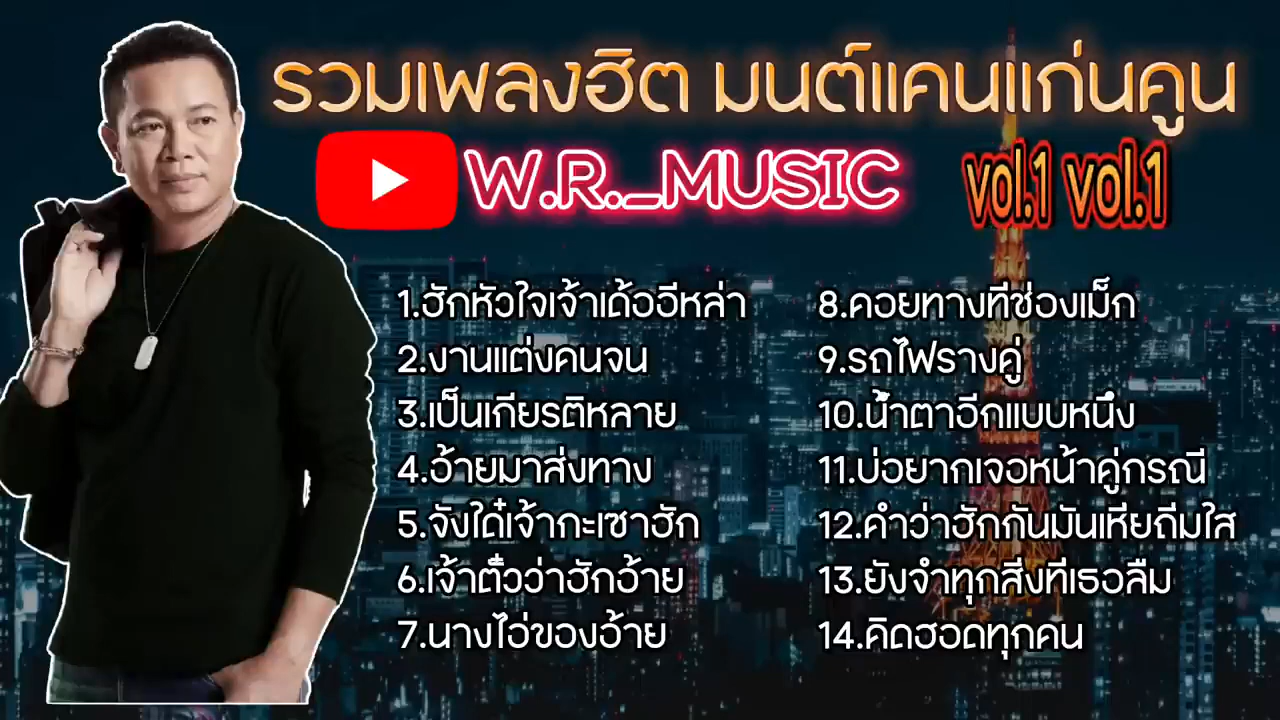 รวมเพลงฮิต มนต์แคนแก่นคูน
W.R._MUSIC vol.1 vol.1
1.ฮักหัวใจเจ้าเด้ออีหล่า
2.งานแต่งคนจน
3.เป็นเกียรติหลาย
4.อ้ายมาส่งทาง
5.จังใด๋เจ้ากะเซาฮัก
6.เจ้าตั๋วว่าฮักอ้าย
7.นางไอ่ของอ้าย
8.คอยทางที่ช่องเม็ก
9.รถไฟรางคู่
10.น้ำตาอีกแบบหนึ่ง
11.บ่อยากเจอหน้าคู่กรณี
12.คำว่าฮักกันมันเหี่ยถิ่มใส
13.ยังจำทุกสิ่งที่เธอลืม
14.คิดฮอดทุกคน